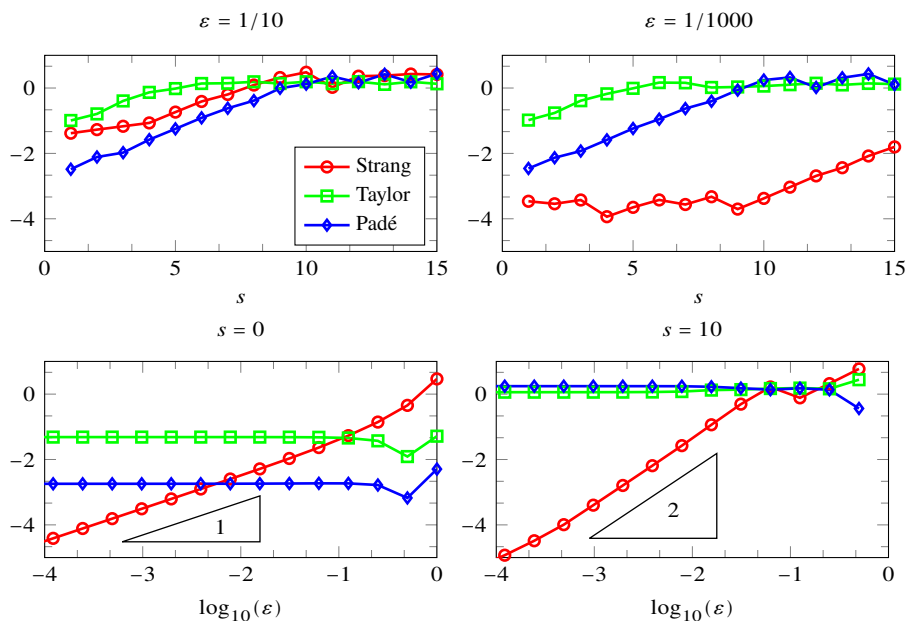 ε = 1/10
0
−2
−4
0
5
10
15
s
Strang
Taylor
Padé
ε = 1/1000
0
−2
−4
0
5
10
15
s
s = 0
0
−2
−4
−4
−3
−2
−1
0
log10(ε)
1
s = 10
0
−2
−4
−4
−3
−2
−1
0
log10(ε)
2